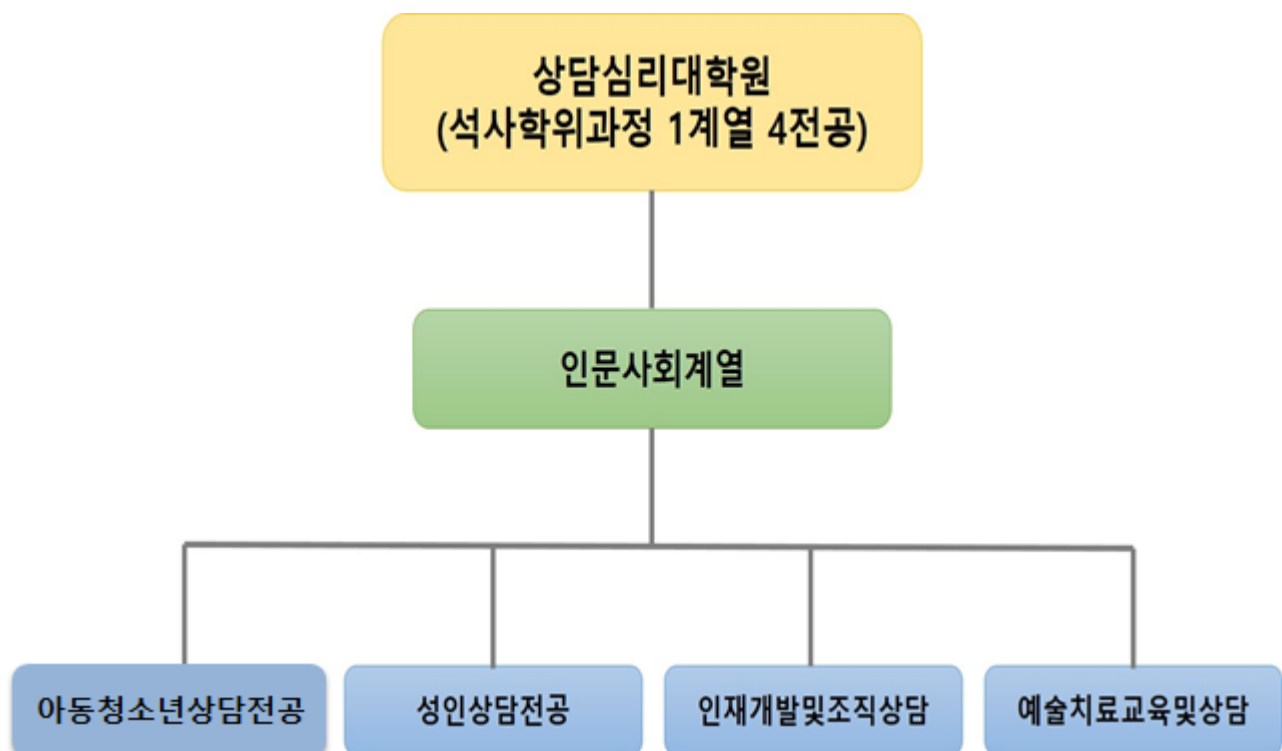 상담심리대학원
(석사학위과정 1계열 4전공)
인문사회계열
아동청소년상담전공
성인상담전공
인재개발및조직상담
예술치료교육및상담